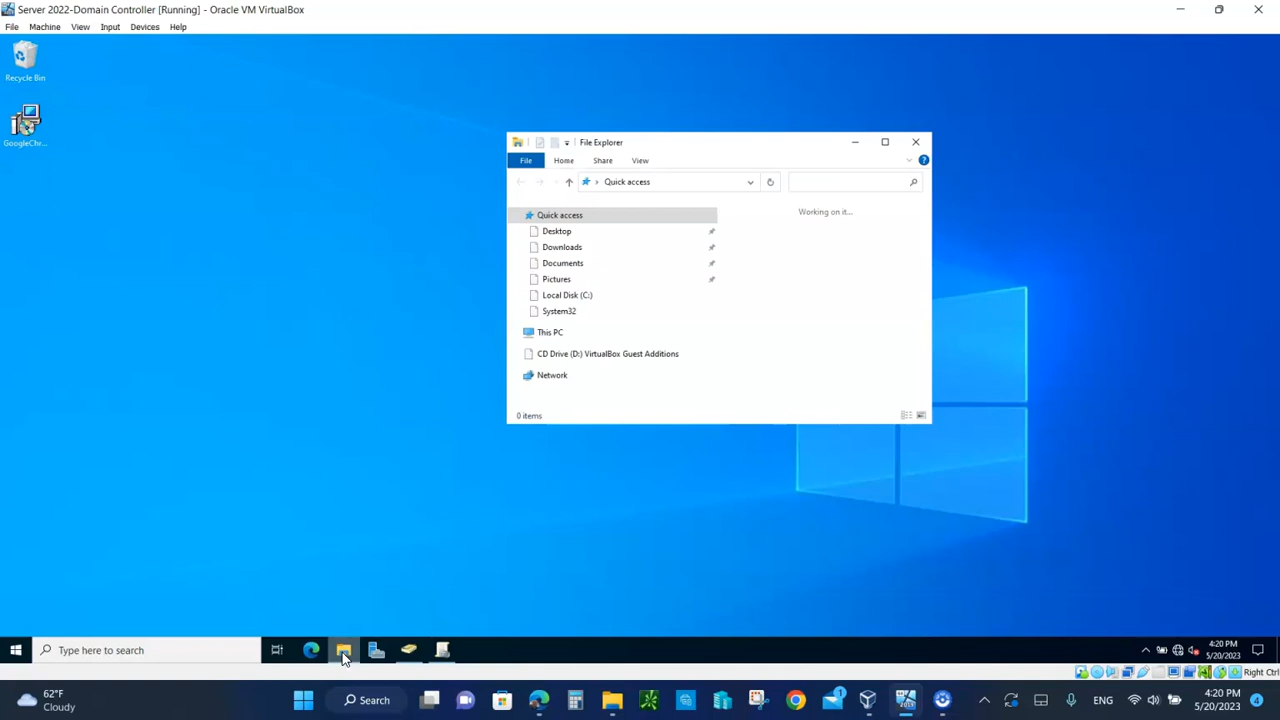 Server 2022-Domain Controller [Running] - Oracle VM VirtualBox
File Machine View Input Devices Help
Recycle Bin
GoogleChr...
File Explorer
File Home Share View
Quick access
Quick access
Working on it...
Desktop
Downloads
Documents
Pictures
Local Disk (C:)
System32
This PC
CD Drive (D:) VirtualBox Guest Additions
Network
0 items
Type here to search
4:20 PM
5/20/2023
Right Ctrl
62°F
Cloudy
Search
ENG
4:20 PM
5/20/2023